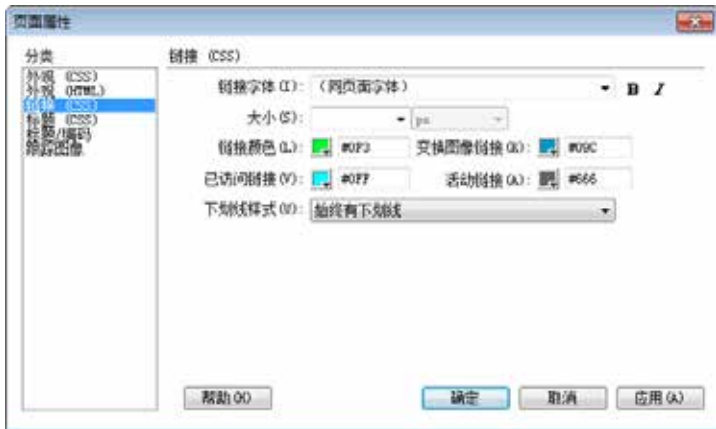 页面属性
分类
外观 (CSS)
外观 (HTML)
链接 (CSS)
标题 (CSS)
标题/编码
跟踪图像
链接 (CSS)
链接字体(I): (同页面字体) B I
大小(S): px
链接颜色(L): #0F3 变换图像链接(R): #09C
已访问链接(V): #0FF 活动链接(A): #666
下划线样式(U): 始终有下划线
帮助(H) 确定 取消 应用(A)